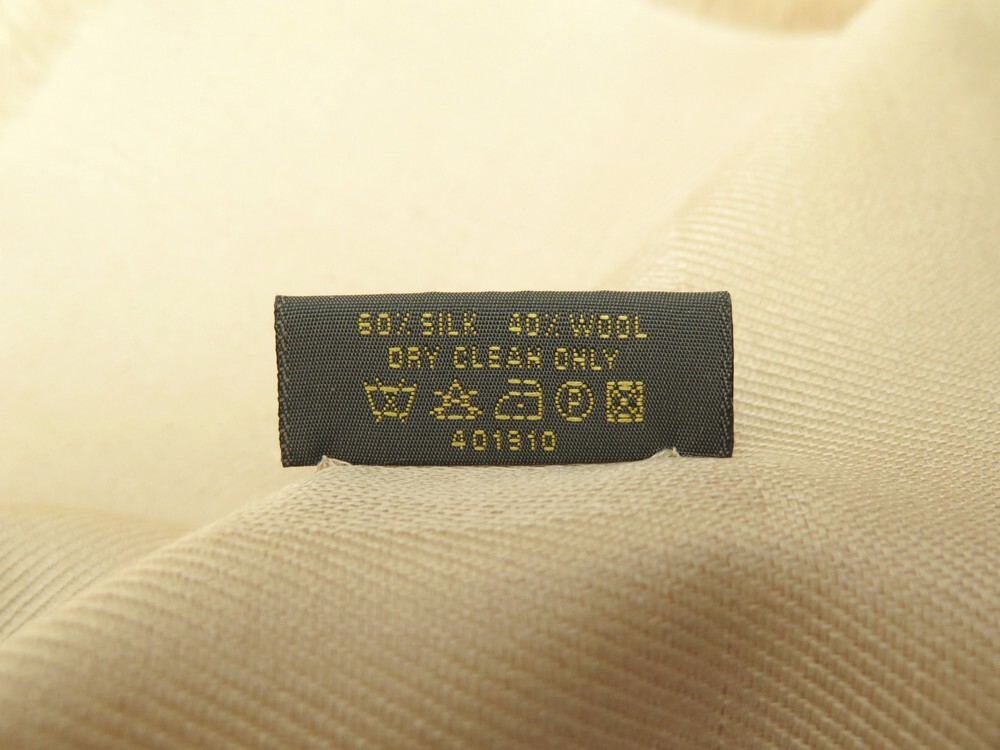 60% SILK 40% WOOL
DRY CLEAN ONLY
P
401910